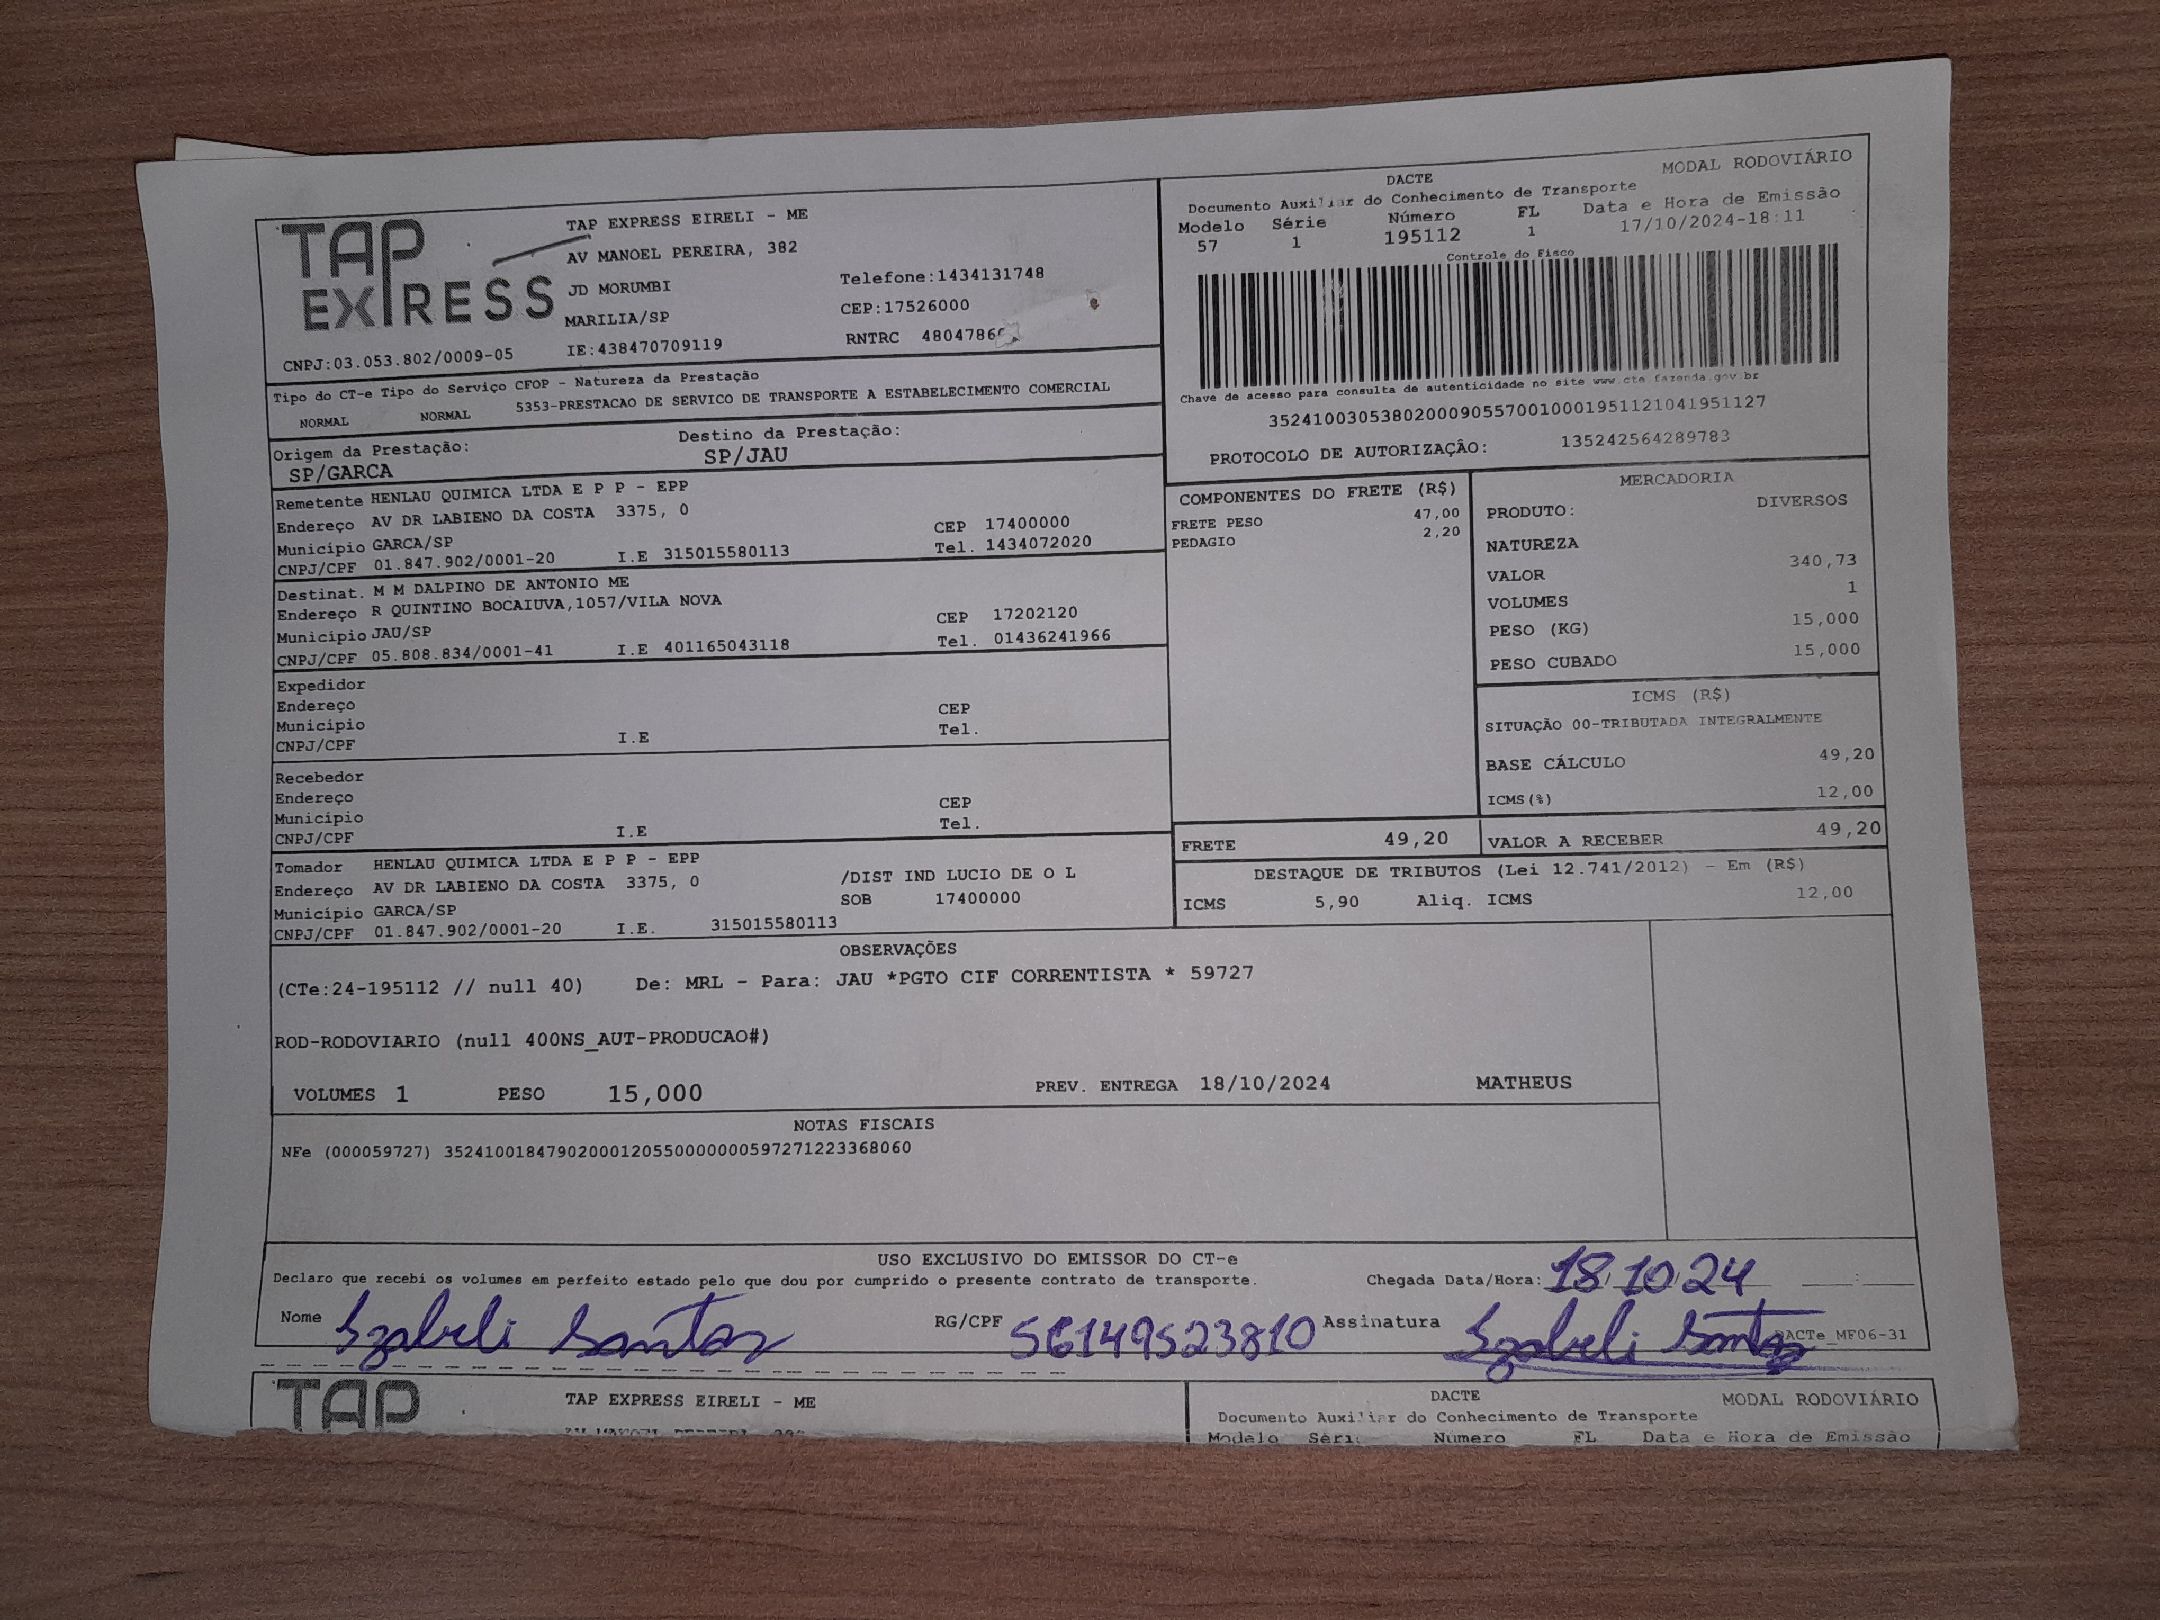 TAP
EXPRESS
TAP EXPRESS EIRELI - ME
AV MANOEL PEREIRA, 382
JD MORUMBI
MARILIA/SP
Telefone:1434131748
CEP:17526000
CNPJ:03.053.802/0009-05
IE:438470709119
RNTRC 4804786
DACTE
MODAL RODOVIÁRIO
Documento Auxiliar do Conhecimento de Transporte
Modelo Série Número FL Data e Hora de Emissão
57 1 195112 1 17/10/2024-18:11
Controle do Fisco
Chave de acesso para consulta de autenticidade no site www.cte.fazenda.gov.br
35241003053802000905570010001951121041951127
PROTOCOLO DE AUTORIZAÇÂO: 135242564289783
Tipo do CT-e Tipo do Serviço CFOP - Natureza da Prestação
NORMAL NORMAL 5353-PRESTACAO DE SERVICO DE TRANSPORTE A ESTABELECIMENTO COMERCIAL
Origem da Prestação: Destino da Prestação:
SP/GARCA SP/JAU
Remetente HENLAU QUIMICA LTDA E P P - EPP
Endereço AV DR LABIENO DA COSTA 3375, 0 CEP 17400000
Município GARCA/SP Tel. 1434072020
CNPJ/CPF 01.847.902/0001-20 I.E 315015580113
Destinat. M M DALPINO DE ANTONIO ME
Endereço R QUINTINO BOCAIUVA,1057/VILA NOVA CEP 17202120
Município JAU/SP Tel. 01436241966
CNPJ/CPF 05.808.834/0001-41 I.E 401165043118
Expedidor
Endereço CEP
Município Tel.
CNPJ/CPF I.E
Recebedor
Endereço CEP
Município Tel.
CNPJ/CPF I.E
Tomador HENLAU QUIMICA LTDA E P P - EPP
Endereço AV DR LABIENO DA COSTA 3375, 0 /DIST IND LUCIO DE O L
Município GARCA/SP SOB 17400000
CNPJ/CPF 01.847.902/0001-20 I.E. 315015580113
COMPONENTES DO FRETE (R$)
FRETE PESO 47,00
PEDAGIO 2,20
MERCADORIA
PRODUTO: DIVERSOS
NATUREZA
VALOR 340,73
VOLUMES 1
PESO (KG) 15,000
PESO CUBADO 15,000
ICMS (R$)
SITUAÇÃO 00-TRIBUTADA INTEGRALMENTE
BASE CÁLCULO 49,20
ICMS(%) 12,00
FRETE 49,20 VALOR A RECEBER 49,20
DESTAQUE DE TRIBUTOS (Lei 12.741/2012) - Em (R$)
ICMS 5,90 Aliq. ICMS 12,00
OBSERVAÇÕES
(CTe:24-195112 // null 40) De: MRL - Para: JAU *PGTO CIF CORRENTISTA * 59727
ROD-RODOVIARIO (null 400NS_AUT-PRODUCAO#)
VOLUMES 1 PESO 15,000 PREV. ENTREGA 18/10/2024 MATHEUS
NOTAS FISCAIS
NFe (000059727) 35241001847902000120550000000597271223368060
USO EXCLUSIVO DO EMISSOR DO CT-e
Declaro que recebi os volumes em perfeito estado pelo que dou por cumprido o presente contrato de transporte. Chegada Data/Hora: 18/10/24
Nome Izabeli Santos RG/CPF 56149523810 Assinatura Izabeli Santos
DACTe_MF06-31
TAP
TAP EXPRESS EIRELI - ME
DACTE
MODAL RODOVIÁRIO
Documento Auxiliar do Conhecimento de Transporte
Modelo Número FL Data e Hora de Emissão